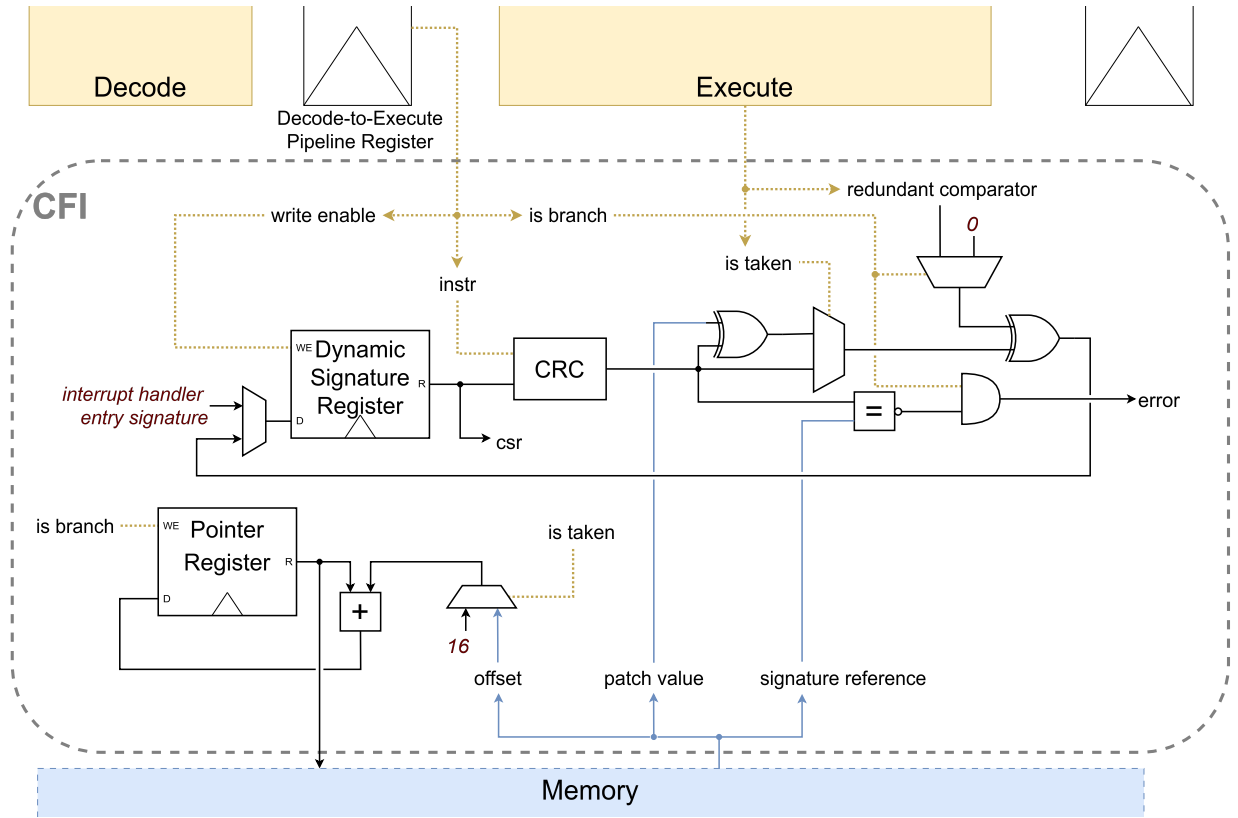 Decode
Execute
Decode-to-Execute
Pipeline Register
CFI
redundant comparator
write enable
is branch
0
is taken
instr
WE
Dynamic
Signature
Register
R
D
CRC
interrupt handler
entry signature
=
error
csr
is branch
WE
Pointer
Register
R
D
is taken
+
16
offset
patch value
signature reference
Memory